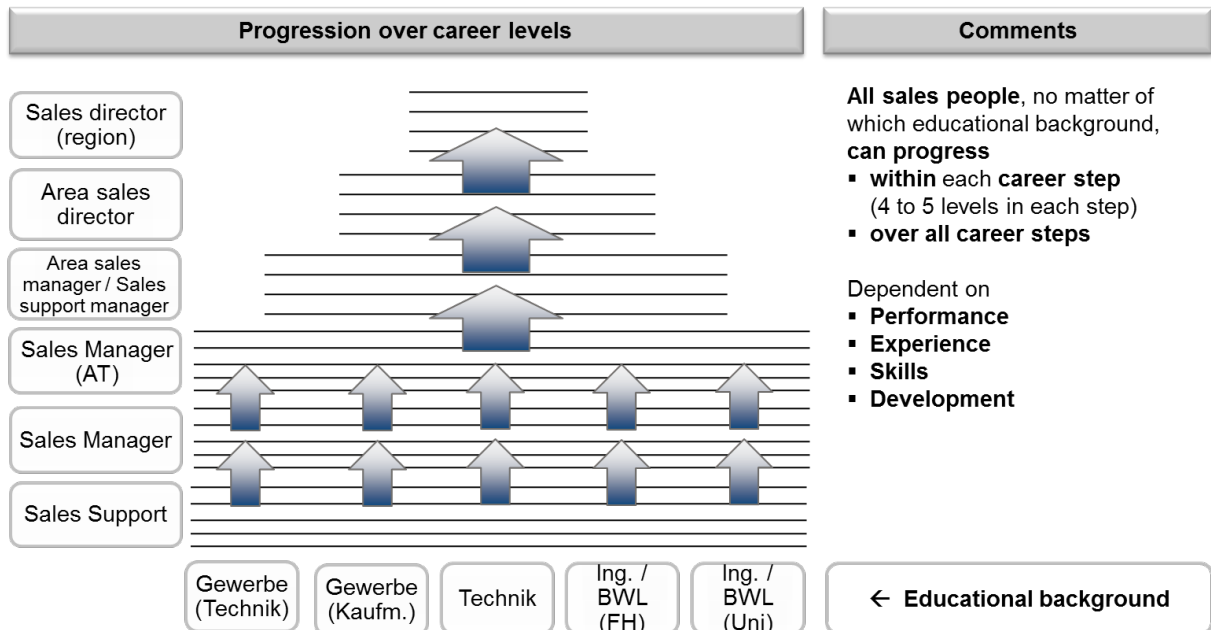 Progression over career levels
Comments
Sales director
(region)
Area sales
director
Area sales
manager / Sales
support manager
Sales Manager
(AT)
Sales Manager
Sales Support
Gewerbe
(Technik)
Gewerbe
(Kaufm.)
Technik
Ing. /
BWL
(FH)
Ing. /
BWL
(Uni)
All sales people, no matter of
which educational background,
can progress
▪ within each career step
(4 to 5 levels in each step)
▪ over all career steps
Dependent on
▪ Performance
▪ Experience
▪ Skills
▪ Development
← Educational background